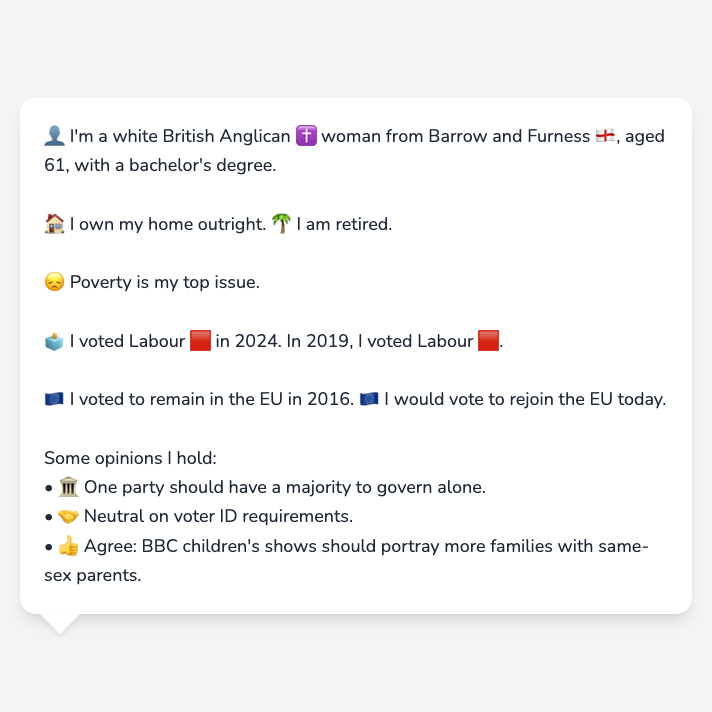 👤 I'm a white British Anglican ✝️ woman from Barrow and Furness 🏴󠁧󠁢󠁥󠁮󠁧󠁿, aged
61, with a bachelor's degree.
🏠 I own my home outright. 🌴 I am retired.
😞 Poverty is my top issue.
🗳️ I voted Labour 🟥 in 2024. In 2019, I voted Labour 🟥.
🇪🇺 I voted to remain in the EU in 2016. 🇪🇺 I would vote to rejoin the EU today.
Some opinions I hold:
• 🏛️ One party should have a majority to govern alone.
• 🤝 Neutral on voter ID requirements.
• 👍 Agree: BBC children's shows should portray more families with same-
sex parents.